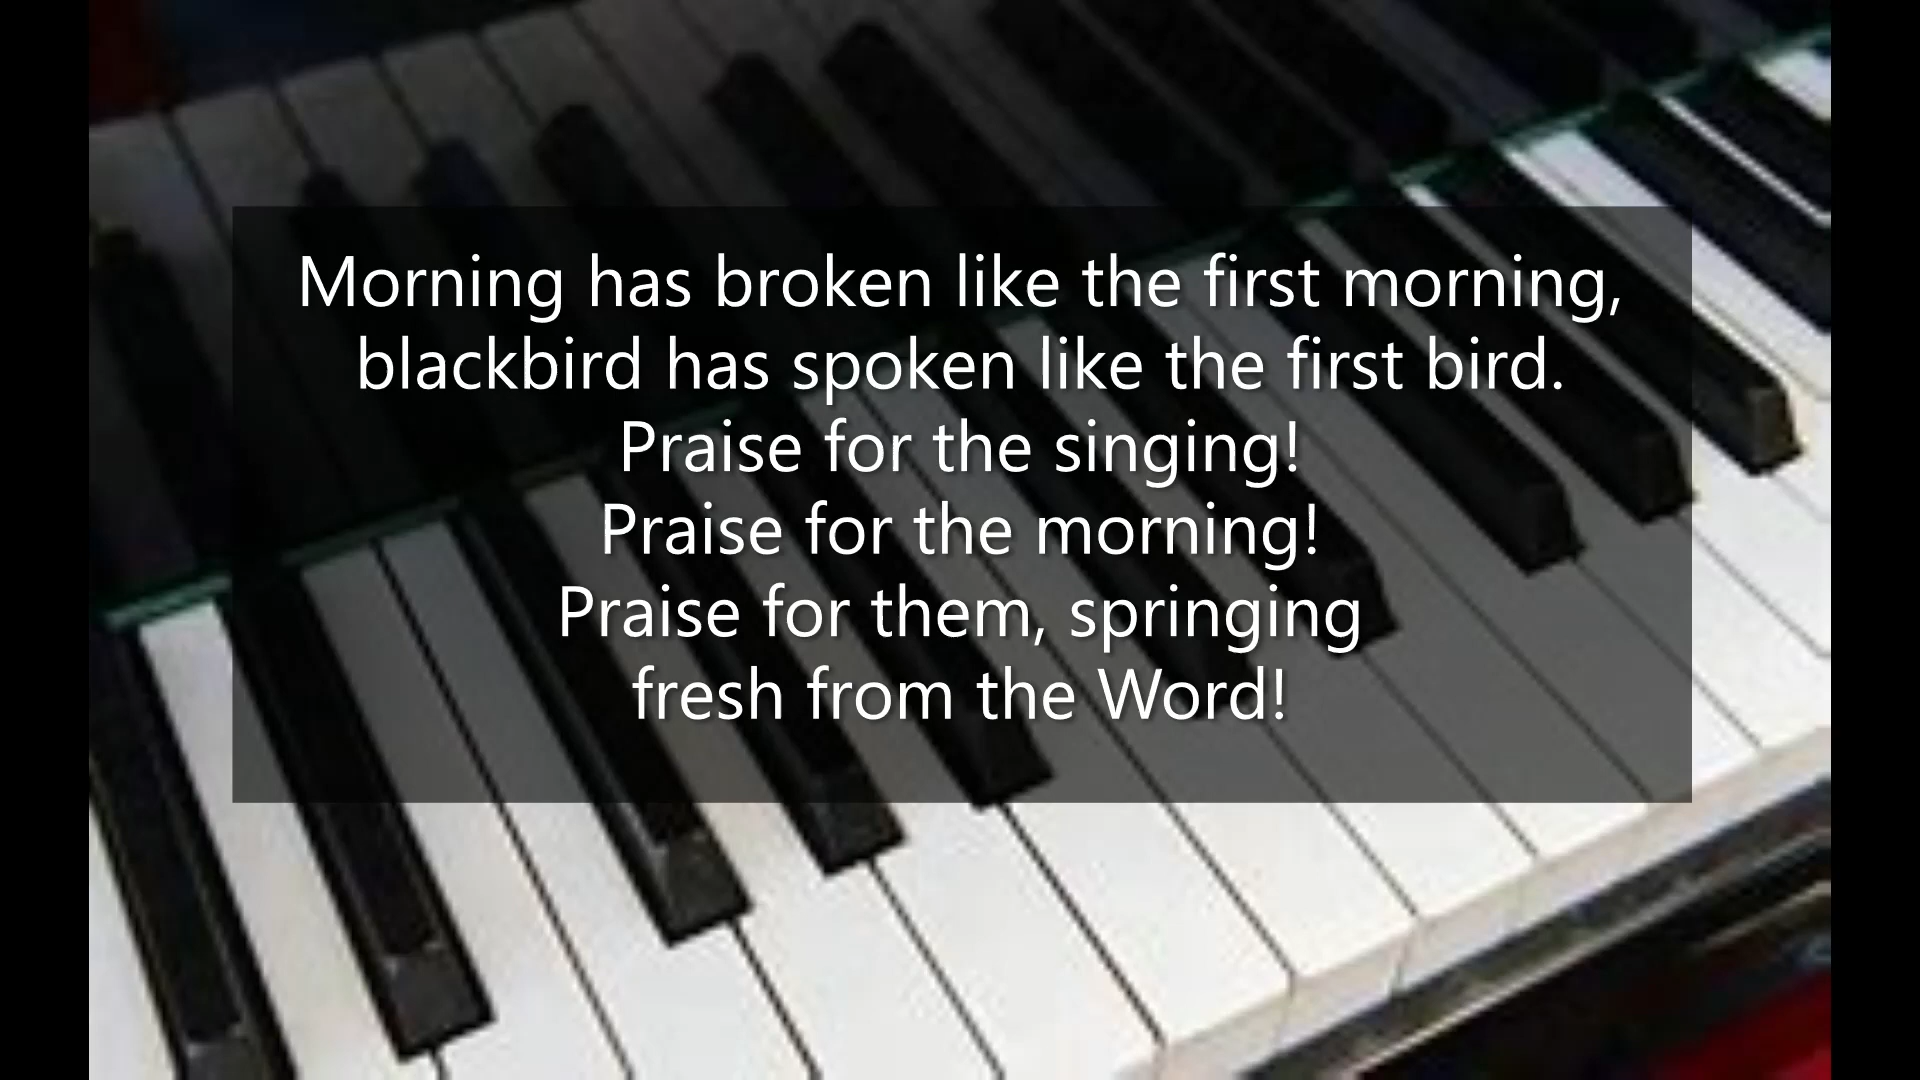 Morning has broken like the first morning,
blackbird has spoken like the first bird.
Praise for the singing!
Praise for the morning!
Praise for them, springing
fresh from the Word!